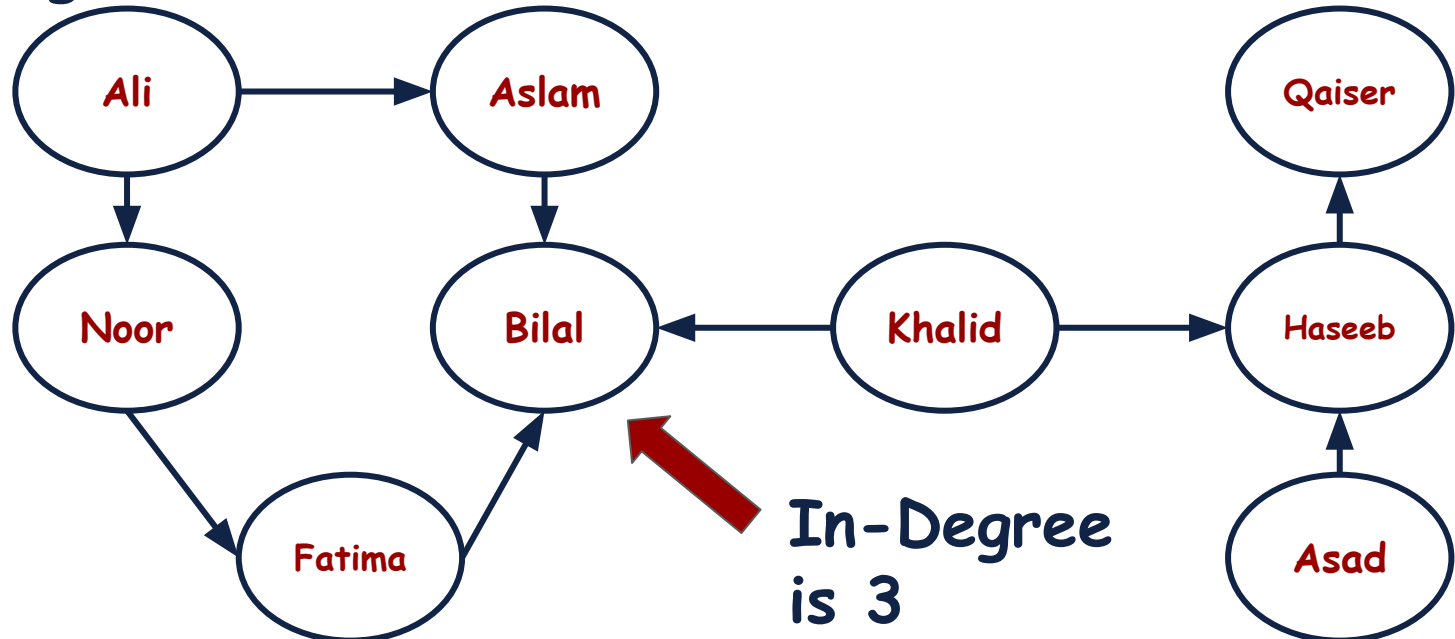 Ali
Aslam
Qaiser
Noor
Bilal
Khalid
Haseeb
Fatima
In-Degree
is 3
Asad